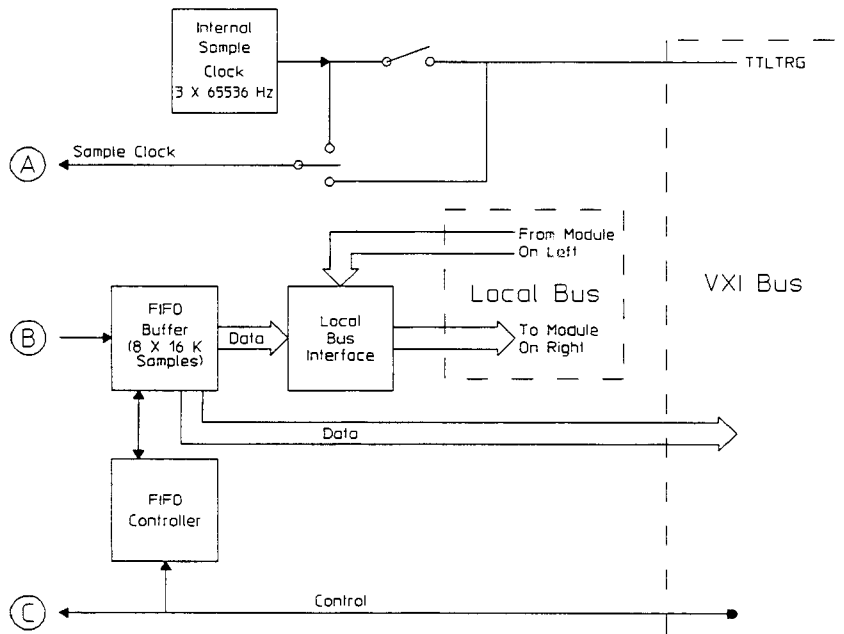 Internal
Sample
Clock
3 X 65536 Hz
TTLTRG
A
Sample Clock
From Module
On Left
Local Bus
VXI Bus
B
FIFO
Buffer
(8 X 16 K
Samples)
Data
Local
Bus
Interface
To Module
On Right
Data
FIFO
Controller
C
Control